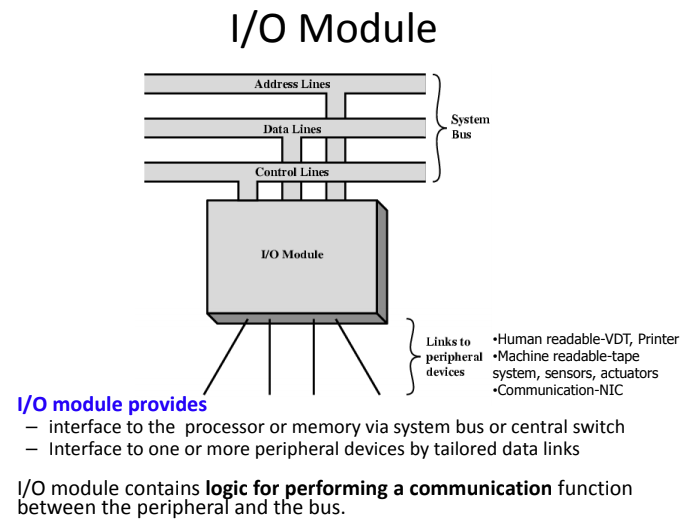 I/O Module
Address Lines
System
Bus
Data Lines
Control Lines
I/O Module
Links to
peripheral
devices
•Human readable-VDT, Printer
•Machine readable-tape
system, sensors, actuators
•Communication-NIC
I/O module provides
– interface to the processor or memory via system bus or central switch
– Interface to one or more peripheral devices by tailored data links
I/O module contains logic for performing a communication function
between the peripheral and the bus.